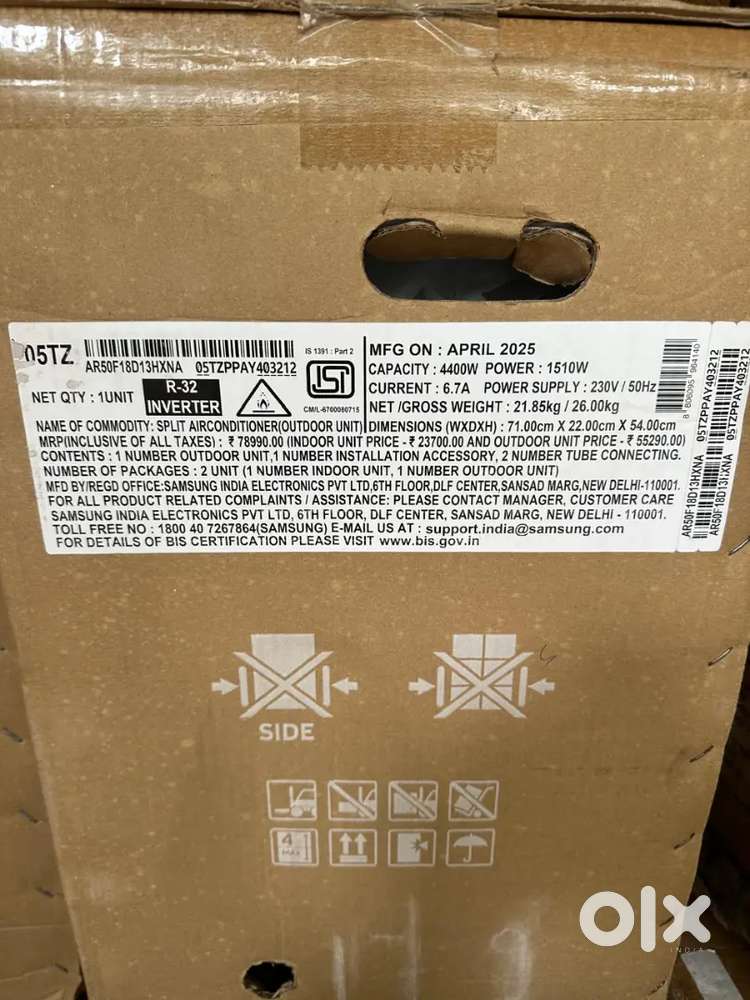 05TZ
AR50F18D13HXNA 05TZPPAY403212
NET QTY : 1UNIT
R-32
INVERTER
IS 1391 : Part 2
ISI
CM/L-6700080715
MFG ON : APRIL 2025
CAPACITY : 4400W POWER : 1510W
CURRENT : 6.7A POWER SUPPLY : 230V / 50Hz
NET /GROSS WEIGHT : 21.85kg / 26.00kg
DIMENSIONS (WXDXH) : 71.00cm X 22.00cm X 54.00cm
NAME OF COMMODITY: SPLIT AIRCONDITIONER(OUTDOOR UNIT)
MRP(INCLUSIVE OF ALL TAXES) : ₹ 78990.00 (INDOOR UNIT PRICE - ₹ 23700.00 AND OUTDOOR UNIT PRICE - ₹ 55290.00)
CONTENTS : 1 NUMBER OUTDOOR UNIT,1 NUMBER INSTALLATION ACCESSORY, 2 NUMBER TUBE CONNECTING.
NUMBER OF PACKAGES : 2 UNIT (1 NUMBER INDOOR UNIT, 1 NUMBER OUTDOOR UNIT)
MFD BY/REGD OFFICE:SAMSUNG INDIA ELECTRONICS PVT LTD,6TH FLOOR,DLF CENTER,SANSAD MARG,NEW DELHI-110001.
FOR ALL PRODUCT RELATED COMPLAINTS / ASSISTANCE: PLEASE CONTACT MANAGER, CUSTOMER CARE
SAMSUNG INDIA ELECTRONICS PVT LTD, 6TH FLOOR, DLF CENTER, SANSAD MARG, NEW DELHI - 110001.
TOLL FREE NO : 1800 40 7267864(SAMSUNG) E-MAIL US AT : support.india@samsung.com
FOR DETAILS OF BIS CERTIFICATION PLEASE VISIT www.bis.gov.in
8 806095 964140
AR50F18D13HXNA 05TZPPAY403212
AR50F18D13HXNA 05TZPPAY403212
SIDE
4
MAX
olx
INDIA